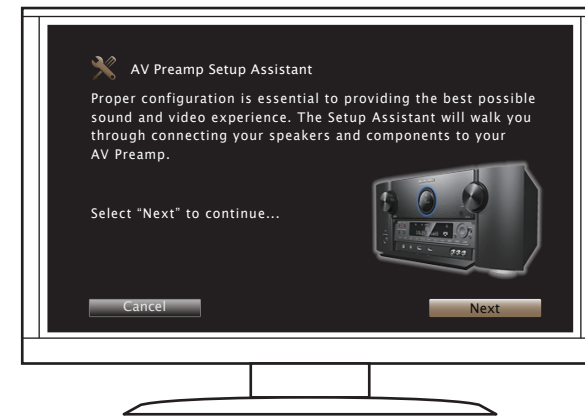 AV Preamp Setup Assistant
Proper configuration is essential to providing the best possible
sound and video experience. The Setup Assistant will walk you
through connecting your speakers and components to your
AV Preamp.
Select “Next” to continue...
Cancel
Next